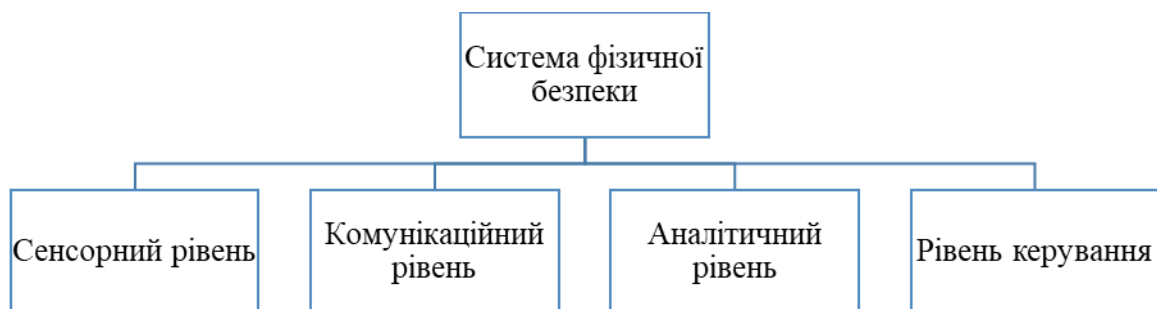 Система фізичної
безпеки
Сенсорний рівень
Комунікаційний
рівень
Аналітичний
рівень
Рівень керування